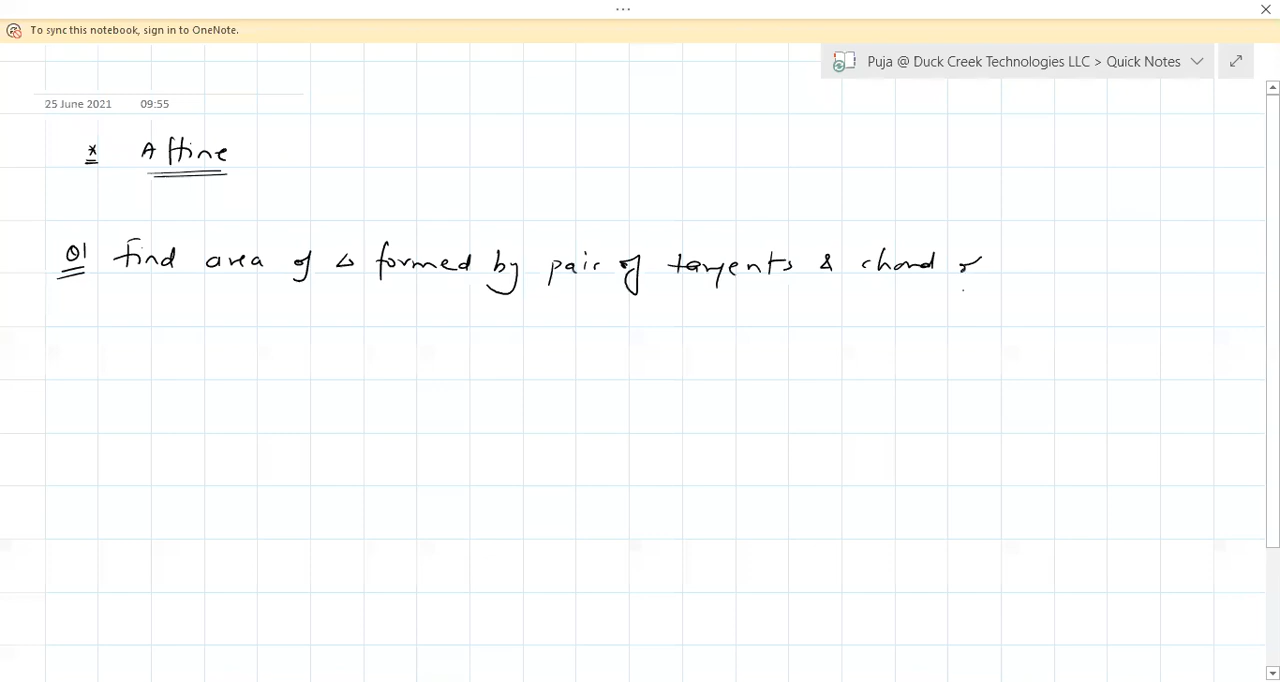 ...
To sync this notebook, sign in to OneNote.
Puja @ Duck Creek Technologies LLC > Quick Notes
25 June 2021 09:55
* Affine
Q1 Find area of Δ formed by pair of tangents & chord